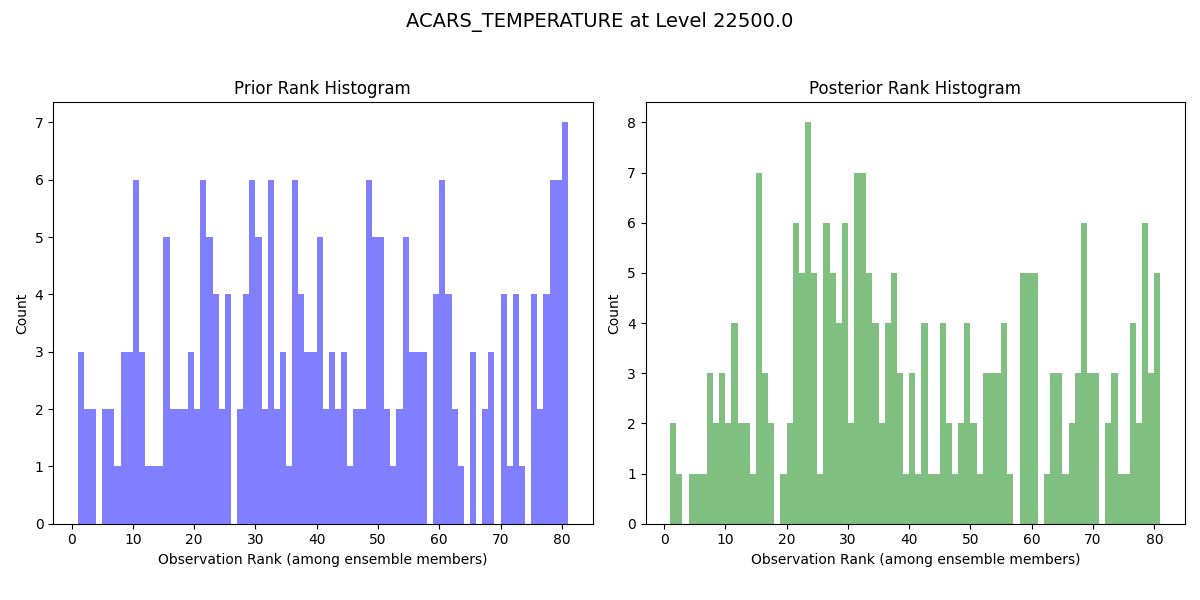 ACARS_TEMPERATURE at Level 22500.0
Prior Rank Histogram
Count
7
6
5
4
3
2
1
0
0 10 20 30 40 50 60 70 80
Observation Rank (among ensemble members)
Posterior Rank Histogram
Count
8
7
6
5
4
3
2
1
0
0 10 20 30 40 50 60 70 80
Observation Rank (among ensemble members)